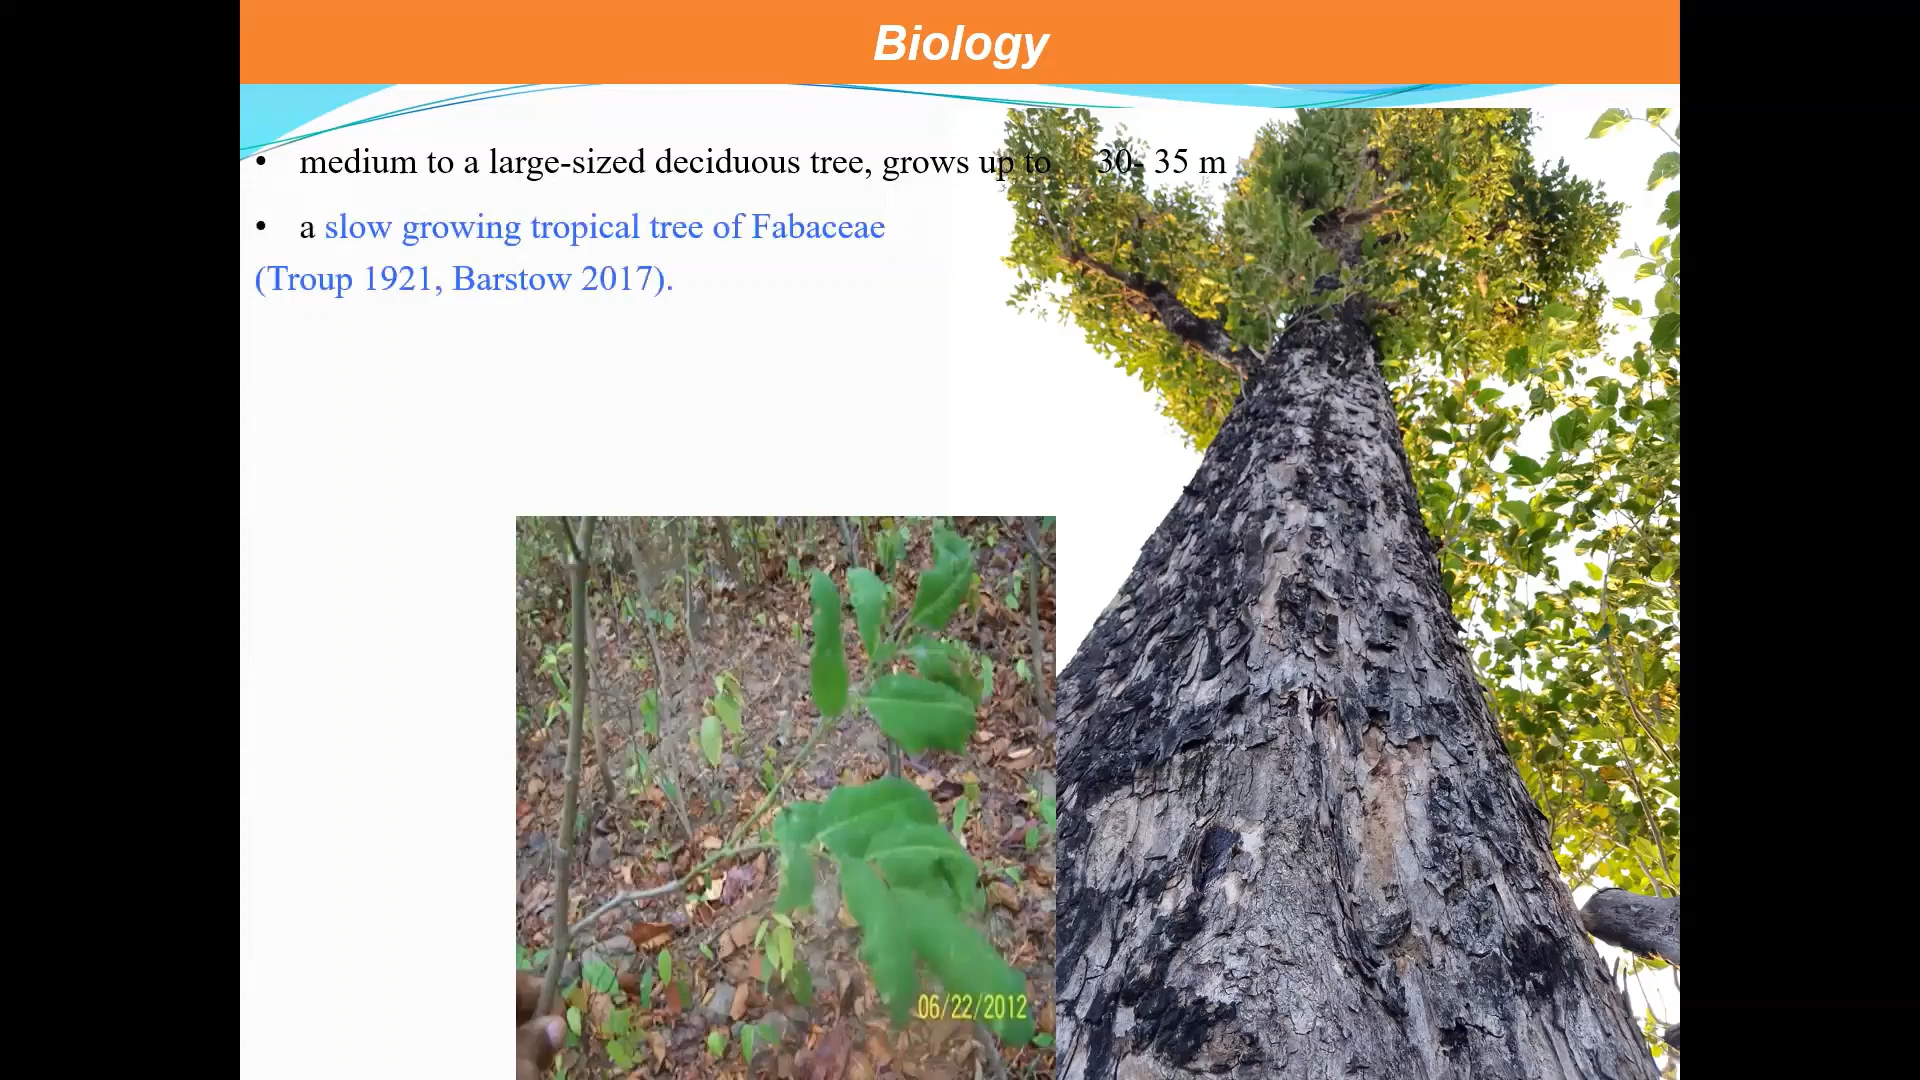 Biology
• medium to a large-sized deciduous tree, grows up to 30- 35 m
• a slow growing tropical tree of Fabaceae
(Troup 1921, Barstow 2017).
06/22/2012